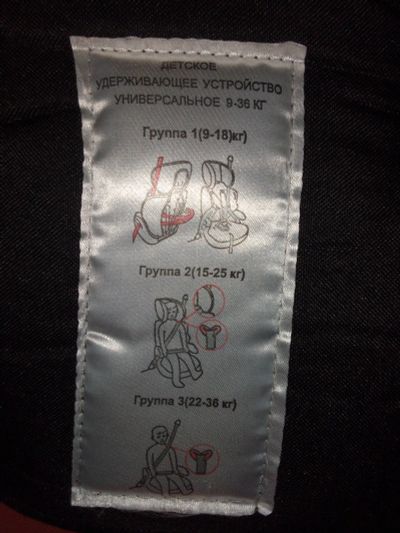 ДЕТСКОЕ
УДЕРЖИВАЮЩЕЕ УСТРОЙСТВО
УНИВЕРСАЛЬНОЕ 9-36 КГ
Группа 1(9-18)кг)
Группа 2(15-25 кг)
Группа 3(22-36 кг)